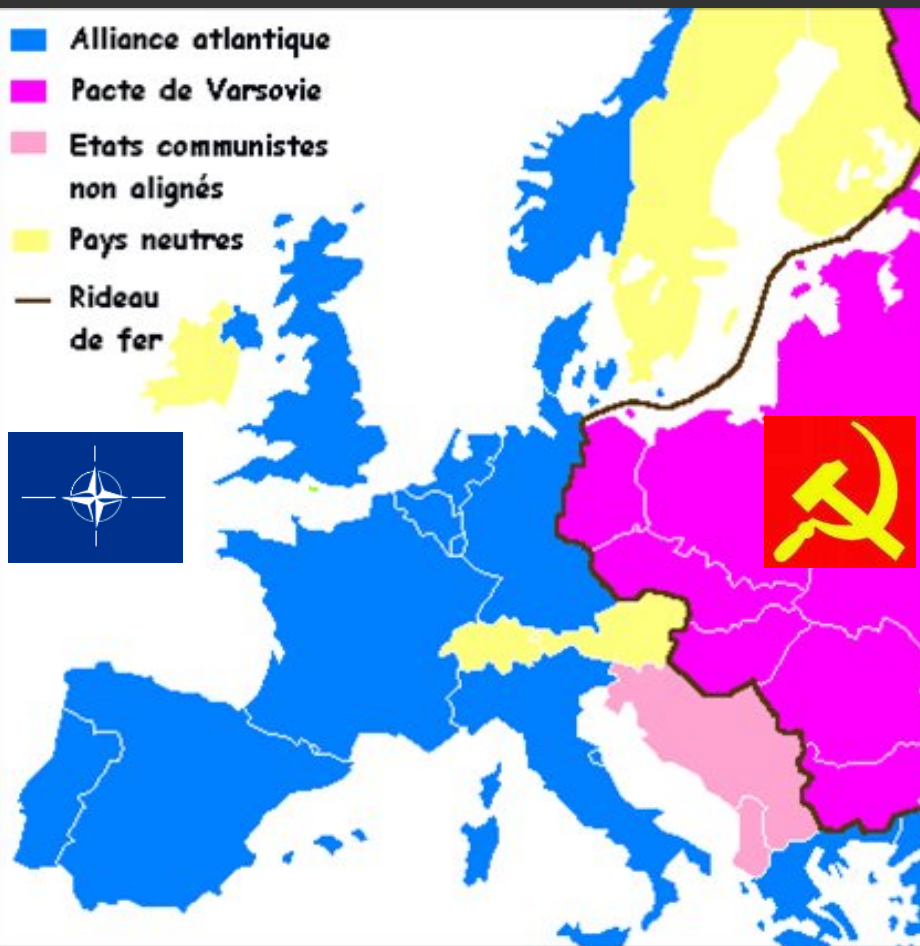 Alliance atlantique
Pacte de Varsovie
Etats communistes
non alignés
Pays neutres
Rideau
de fer